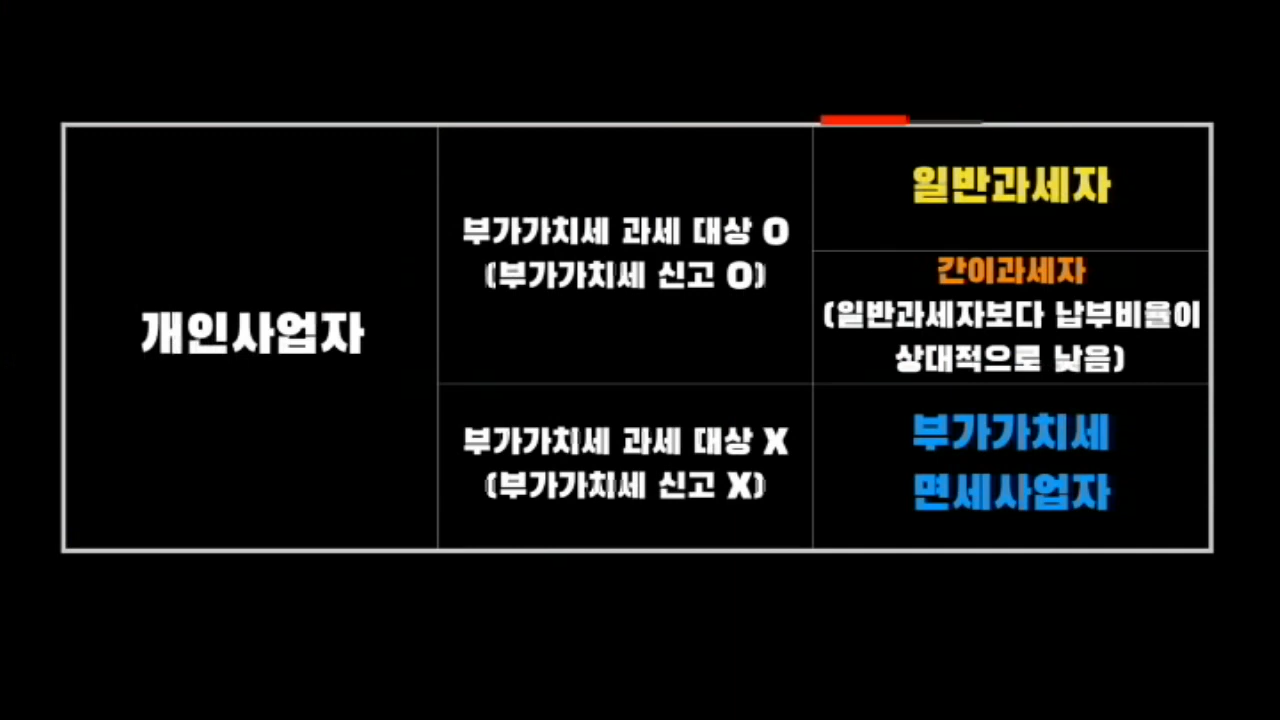 개인사업자
부가가치세 과세 대상 O
(부가가치세 신고 O)
일반과세자
간이과세자
(일반과세자보다 납부비율이
상대적으로 낮음)
부가가치세 과세 대상 X
(부가가치세 신고 X)
부가가치세
면세사업자